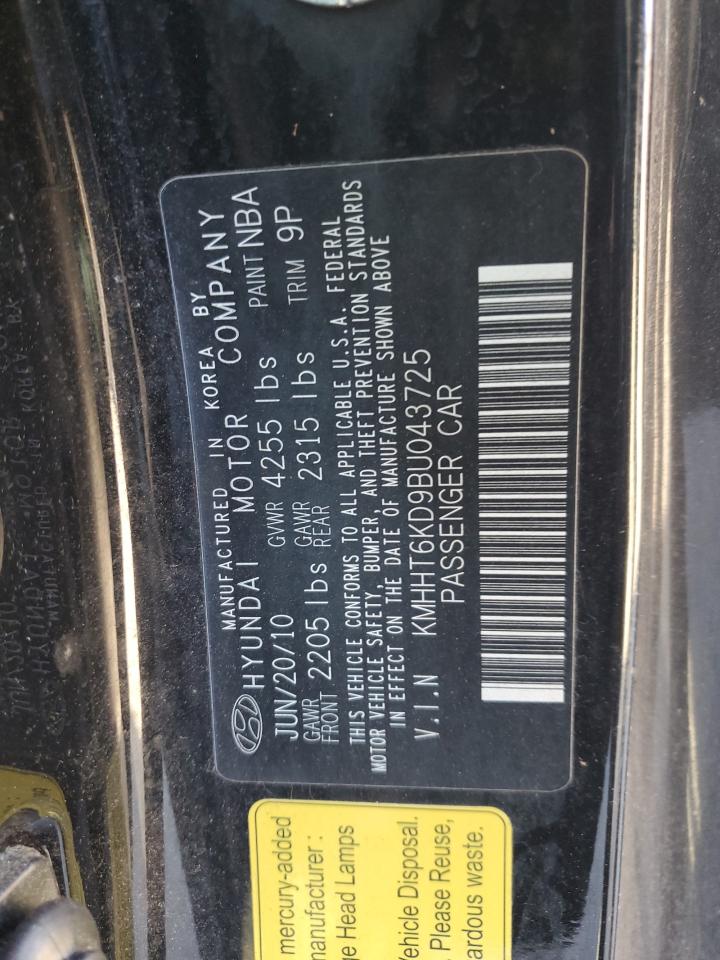 MANUFACTURED IN KOREA BY
HYUNDAI MOTOR COMPANY
JUN/20/10 GVWR 4255 lbs PAINT NBA
GAWR FRONT 2205 lbs GAWR REAR 2315 lbs TRIM 9P
THIS VEHICLE CONFORMS TO ALL APPLICABLE U.S.A. FEDERAL
MOTOR VEHICLE SAFETY, BUMPER, AND THEFT PREVENTION STANDARDS
IN EFFECT ON THE DATE OF MANUFACTURE SHOWN ABOVE
V.I.N KMHHT6KD9BU043725
PASSENGER CAR
mercury-added
manufacturer :
Head Lamps
Vehicle Disposal.
Please Reuse,
ardous waste.